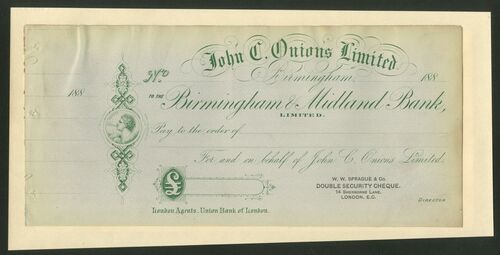 John C. Onions Limited
No
Birmingham, 188
188
TO THE Birmingham & Midland Bank,
LIMITED.
Pay to the order of
For and on behalf of John C. Onions Limited.
£
W. W. SPRAGUE & Co.
DOUBLE SECURITY CHEQUE.
14 SHERBORNE LANE,
LONDON, E.C.
DIRECTOR
London Agents, Union Bank of London.